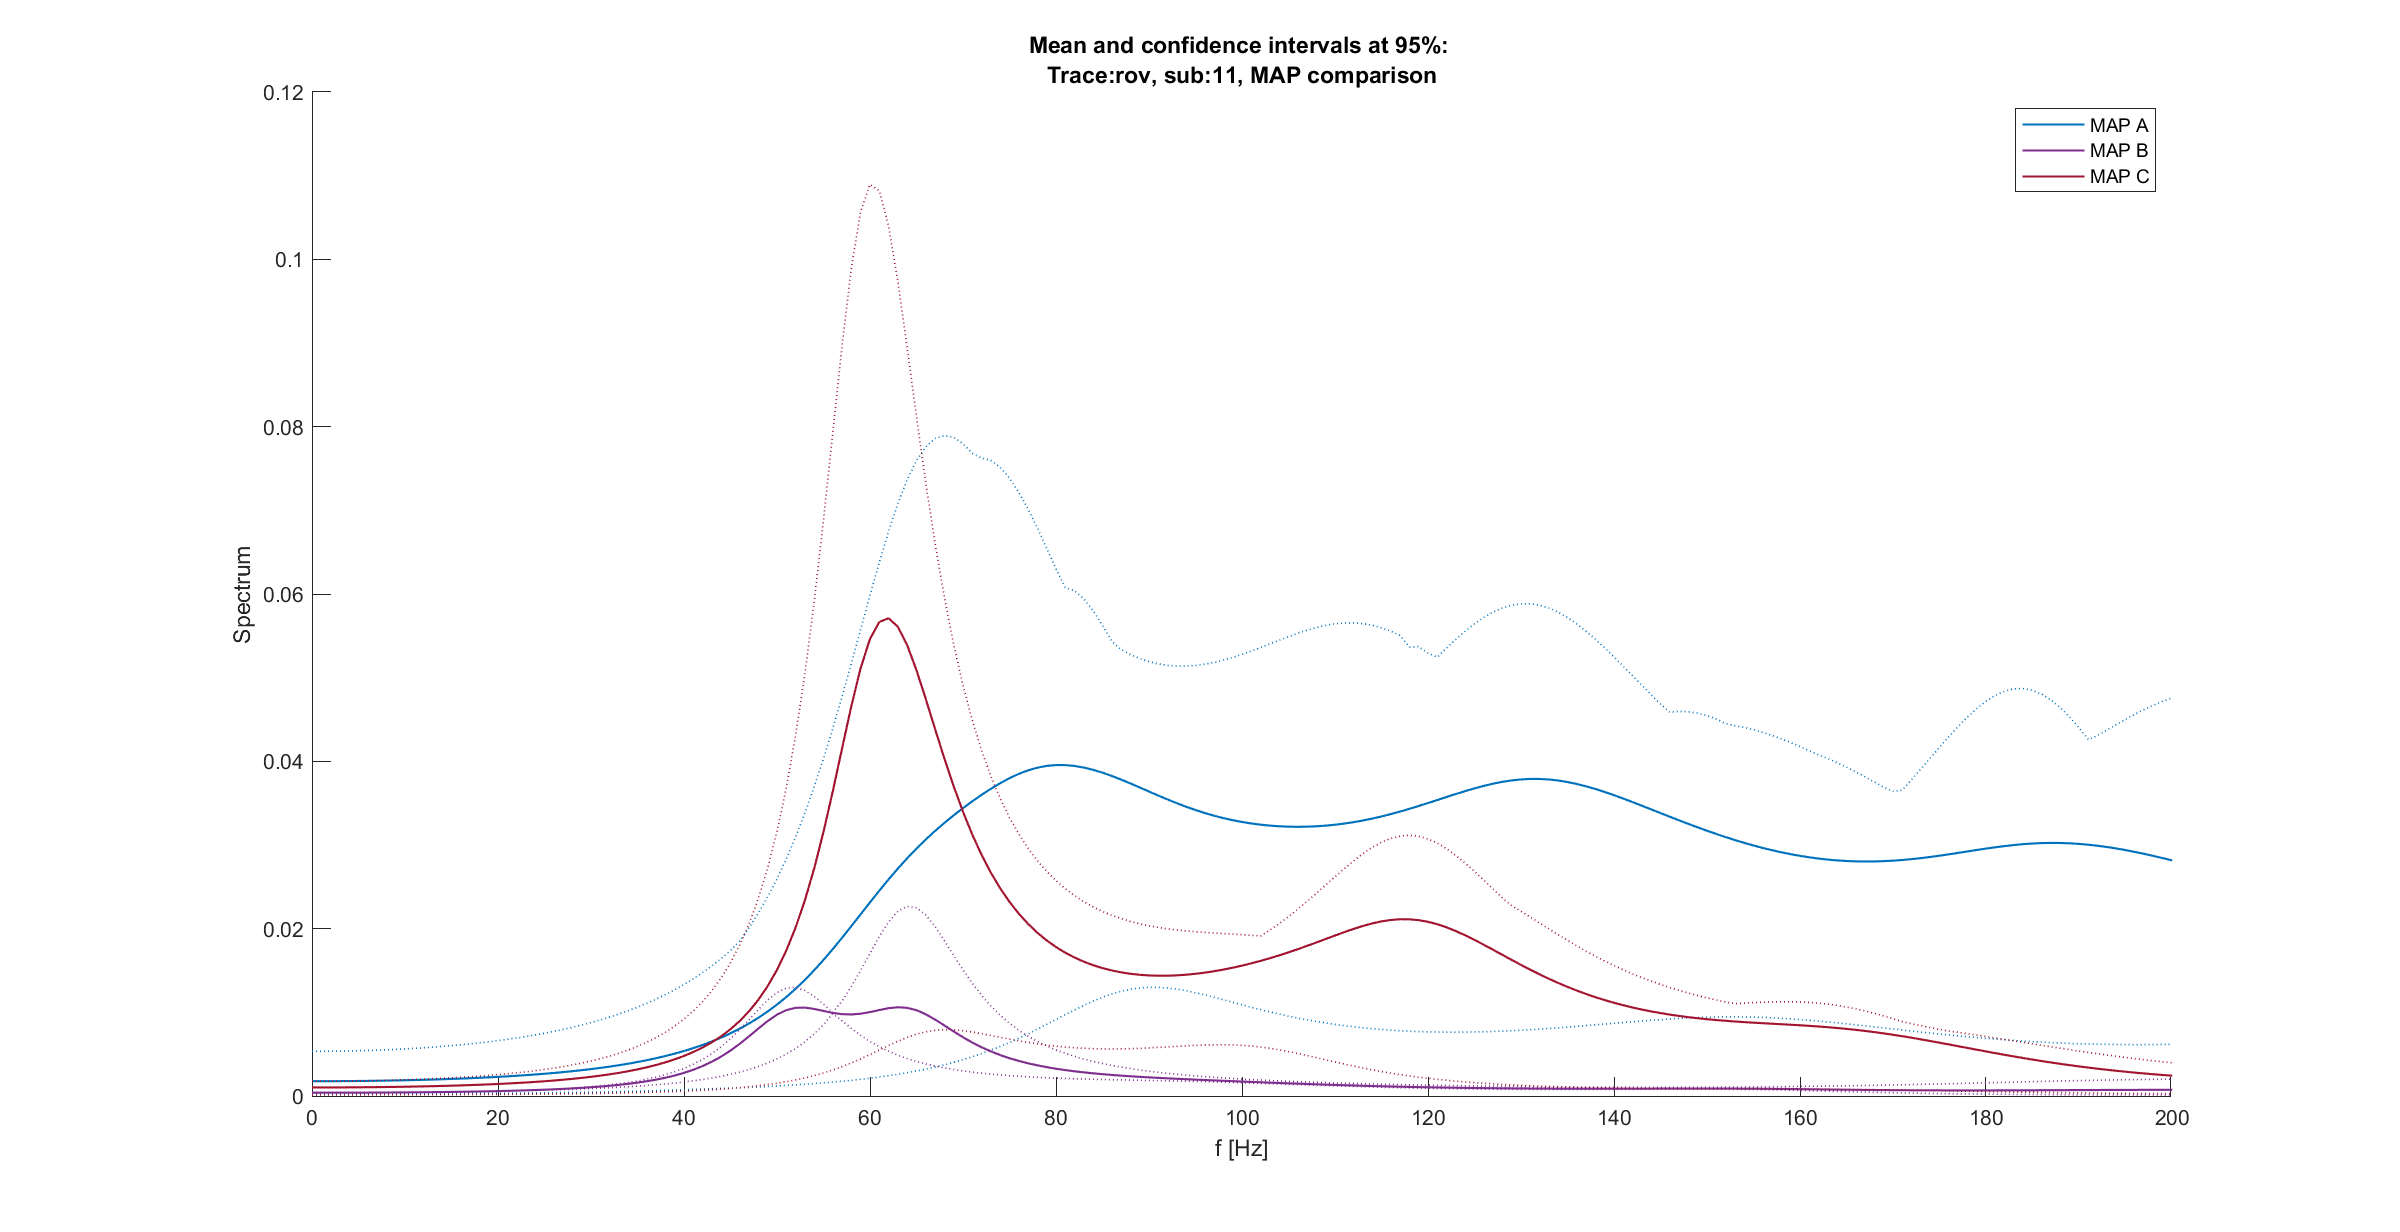 Mean and confidence intervals at 95%:
Trace:rov, sub:11, MAP comparison
MAP A
MAP B
MAP C
0.12
0.1
0.08
0.06
0.04
0.02
0
Spectrum
0 20 40 60 80 100 120 140 160 180 200
f [Hz]